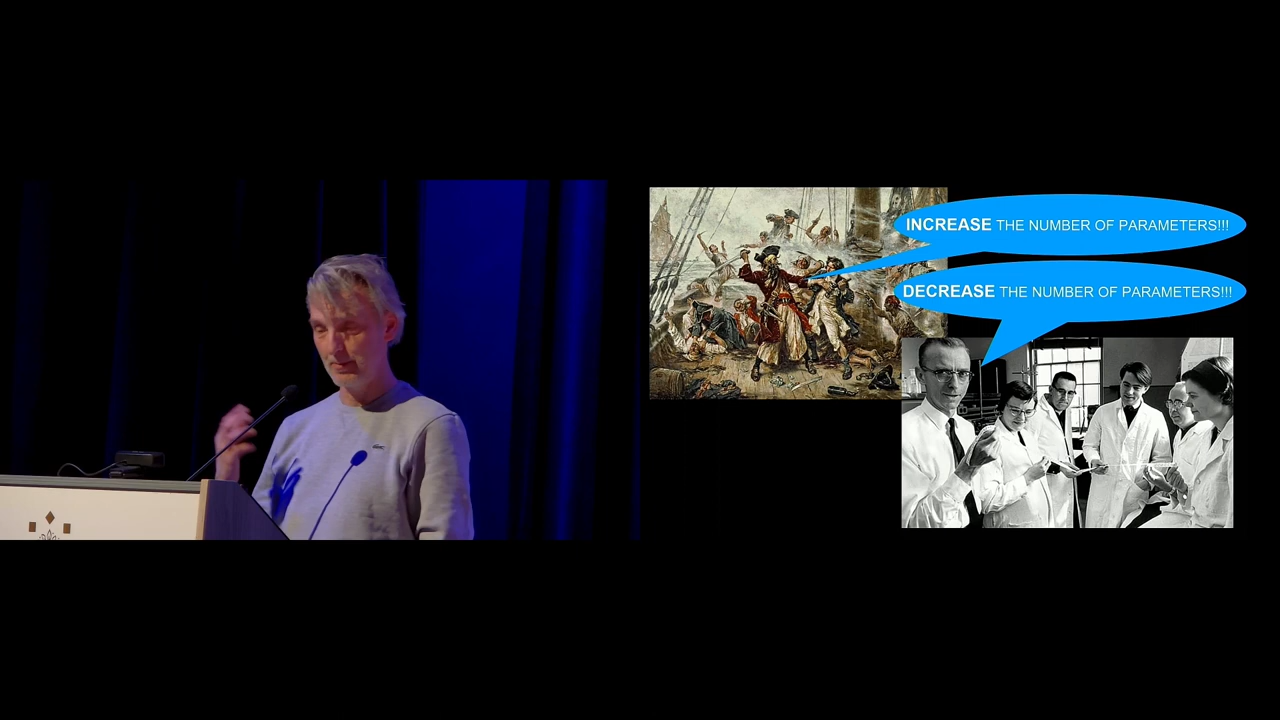 INCREASE THE NUMBER OF PARAMETERS!!!
DECREASE THE NUMBER OF PARAMETERS!!!